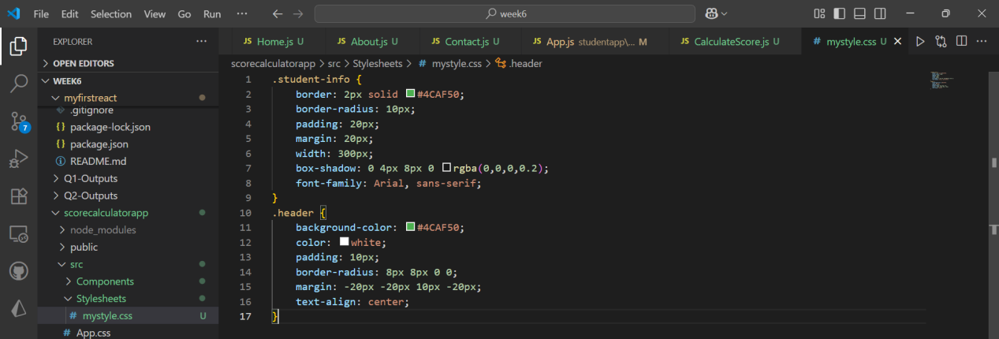 File Edit Selection View Go Run ··· week6
EXPLORER ···
OPEN EDITORS
WEEK6
myfirstreact
.gitignore
{} package-lock.json
{} package.json
README.md
Q1-Outputs
Q2-Outputs
scorecalculatorapp
node_modules
public
src
Components
Stylesheets
# mystyle.css U
# App.css
7
JS Home.js U JS About.js U JS Contact.js U JS App.js studentapp\... M JS CalculateScore.js U # mystyle.css U
scorecalculatorapp > src > Stylesheets > # mystyle.css > .header
1 .student-info {
2 border: 2px solid #4CAF50;
3 border-radius: 10px;
4 padding: 20px;
5 margin: 20px;
6 width: 300px;
7 box-shadow: 0 4px 8px 0 rgba(0,0,0,0.2);
8 font-family: Arial, sans-serif;
9 }
10 .header {
11 background-color: #4CAF50;
12 color: white;
13 padding: 10px;
14 border-radius: 8px 8px 0 0;
15 margin: -20px -20px 10px -20px;
16 text-align: center;
17 }